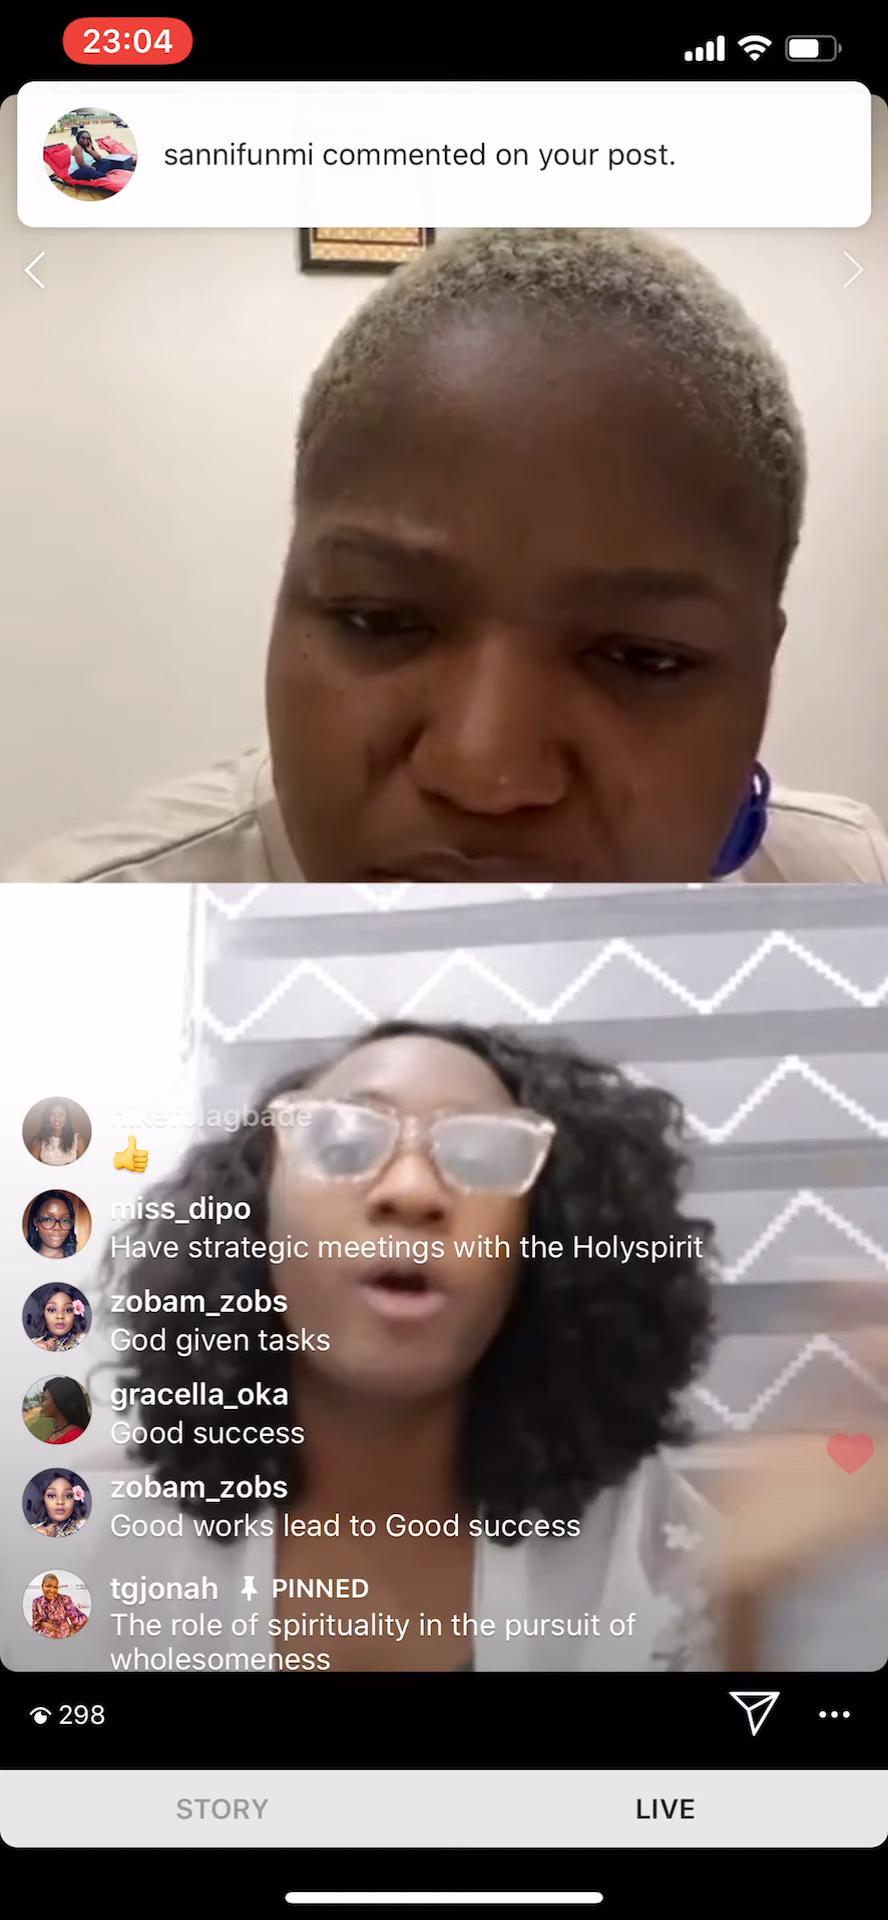 23:04
sannifunmi commented on your post.
niketolagbade
👍
miss_dipo
Have strategic meetings with the Holyspirit
zobam_zobs
God given tasks
gracella_oka
Good success
zobam_zobs
Good works lead to Good success
tgjonah PINNED
The role of spirituality in the pursuit of
wholesomeness
298
STORY
LIVE